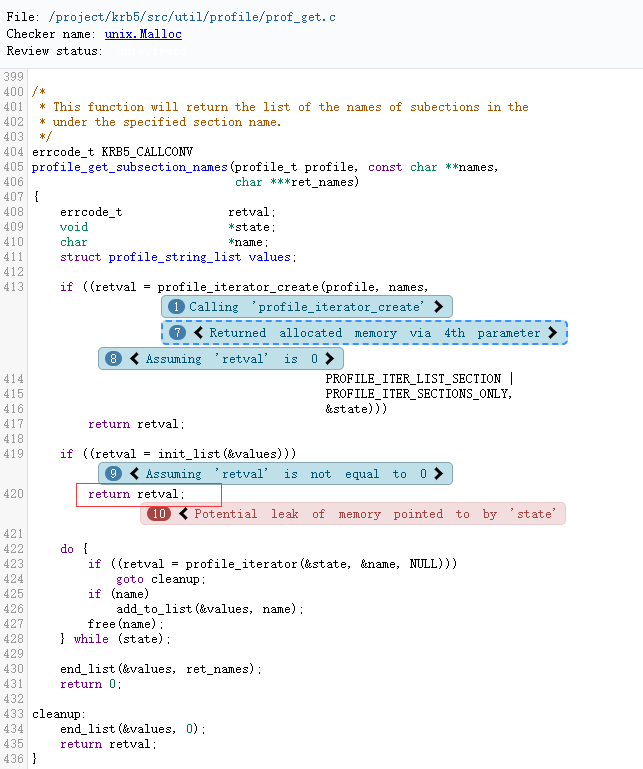 File: /project/krb5/src/util/profile/prof_get.c
Checker name: unix.Malloc
Review status:
399
400 /*
401  * This function will return the list of the names of subections in the
402  * under the specified section name.
403  */
404 errcode_t KRB5_CALLCONV
405 profile_get_subsection_names(profile_t profile, const char **names,
406                              char ***ret_names)
407 {
408     errcode_t               retval;
409     void                    *state;
410     char                    *name;
411     struct profile_string_list values;
412
413     if ((retval = profile_iterator_create(profile, names,
1 Calling 'profile_iterator_create'
7 Returned allocated memory via 4th parameter
8 Assuming 'retval' is 0
414                                           PROFILE_ITER_LIST_SECTION |
415                                           PROFILE_ITER_SECTIONS_ONLY,
416                                           &state)))
417         return retval;
418
419     if ((retval = init_list(&values)))
9 Assuming 'retval' is not equal to 0
420         return retval;
10 Potential leak of memory pointed to by 'state'
421
422     do {
423         if ((retval = profile_iterator(&state, &name, NULL)))
424             goto cleanup;
425         if (name)
426             add_to_list(&values, name);
427         free(name);
428     } while (state);
429
430     end_list(&values, ret_names);
431     return 0;
432
433 cleanup:
434     end_list(&values, 0);
435     return retval;
436 }